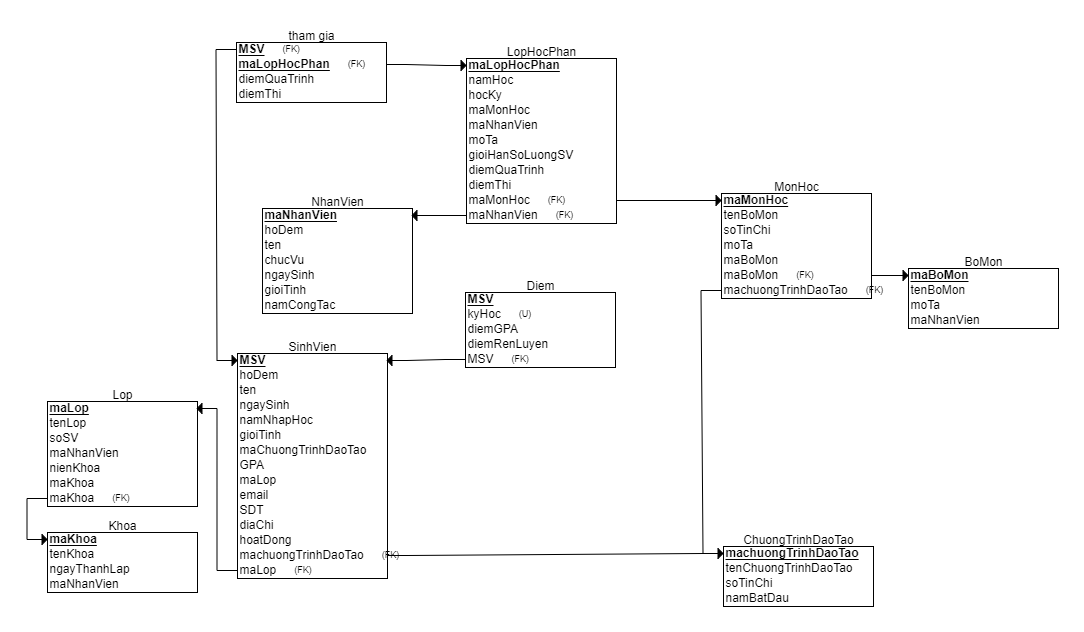 tham gia
MSV (FK)
maLopHocPhan (FK)
diemQuaTrinh
diemThi
LopHocPhan
maLopHocPhan
namHoc
hocKy
maMonHoc
maNhanVien
moTa
gioiHanSoLuongSV
diemQuaTrinh
diemThi
maMonHoc (FK)
maNhanVien (FK)
NhanVien
maNhanVien
hoDem
ten
chucVu
ngaySinh
gioiTinh
namCongTac
MonHoc
maMonHoc
tenBoMon
soTinChi
moTa
maBoMon
maBoMon (FK)
machuongTrinhDaoTao (FK)
BoMon
maBoMon
tenBoMon
moTa
maNhanVien
Diem
MSV
kyHoc (U)
diemGPA
diemRenLuyen
MSV (FK)
SinhVien
MSV
hoDem
ten
ngaySinh
namNhapHoc
gioiTinh
maChuongTrinhDaoTao
GPA
maLop
email
SDT
diaChi
hoatDong
machuongTrinhDaoTao (FK)
maLop (FK)
Lop
maLop
tenLop
soSV
maNhanVien
nienKhoa
maKhoa
maKhoa (FK)
Khoa
maKhoa
tenKhoa
ngayThanhLap
maNhanVien
ChuongTrinhDaoTao
machuongTrinhDaoTao
tenChuongTrinhDaoTao
soTinChi
namBatDau